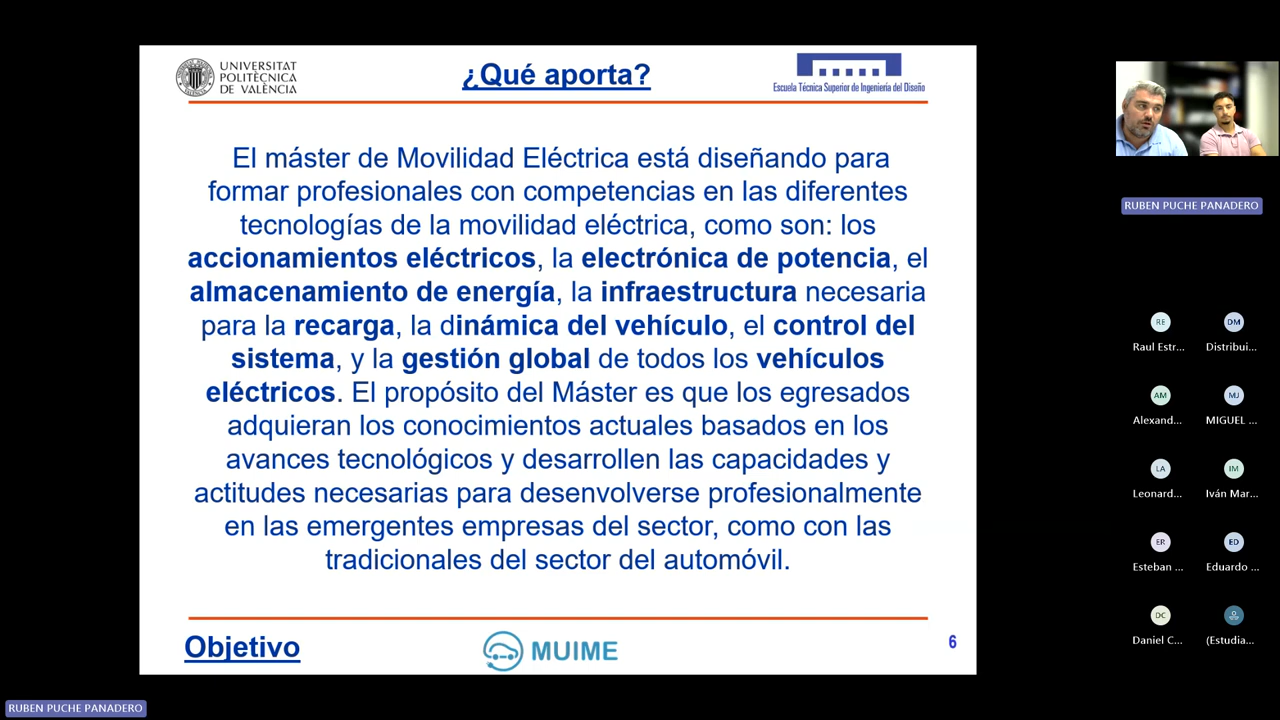 UNIVERSITAT
POLITÈCNICA
DE VALÈNCIA
¿Qué aporta?
Escuela Técnica Superior de Ingeniería del Diseño
El máster de Movilidad Eléctrica está diseñando para
formar profesionales con competencias en las diferentes
tecnologías de la movilidad eléctrica, como son: los
accionamientos eléctricos, la electrónica de potencia, el
almacenamiento de energía, la infraestructura necesaria
para la recarga, la dinámica del vehículo, el control del
sistema, y la gestión global de todos los vehículos
eléctricos. El propósito del Máster es que los egresados
adquieran los conocimientos actuales basados en los
avances tecnológicos y desarrollen las capacidades y
actitudes necesarias para desenvolverse profesionalmente
en las emergentes empresas del sector, como con las
tradicionales del sector del automóvil.
Objetivo
MUIME
6
RUBEN PUCHE PANADERO
RE
DM
Raul Estr...
Distribui...
AM
MJ
Alexand...
MIGUEL ...
LA
IM
Leonard...
Iván Mar...
ER
ED
Esteban ...
Eduardo ...
DC
Daniel C...
(Estudia...
RUBEN PUCHE PANADERO